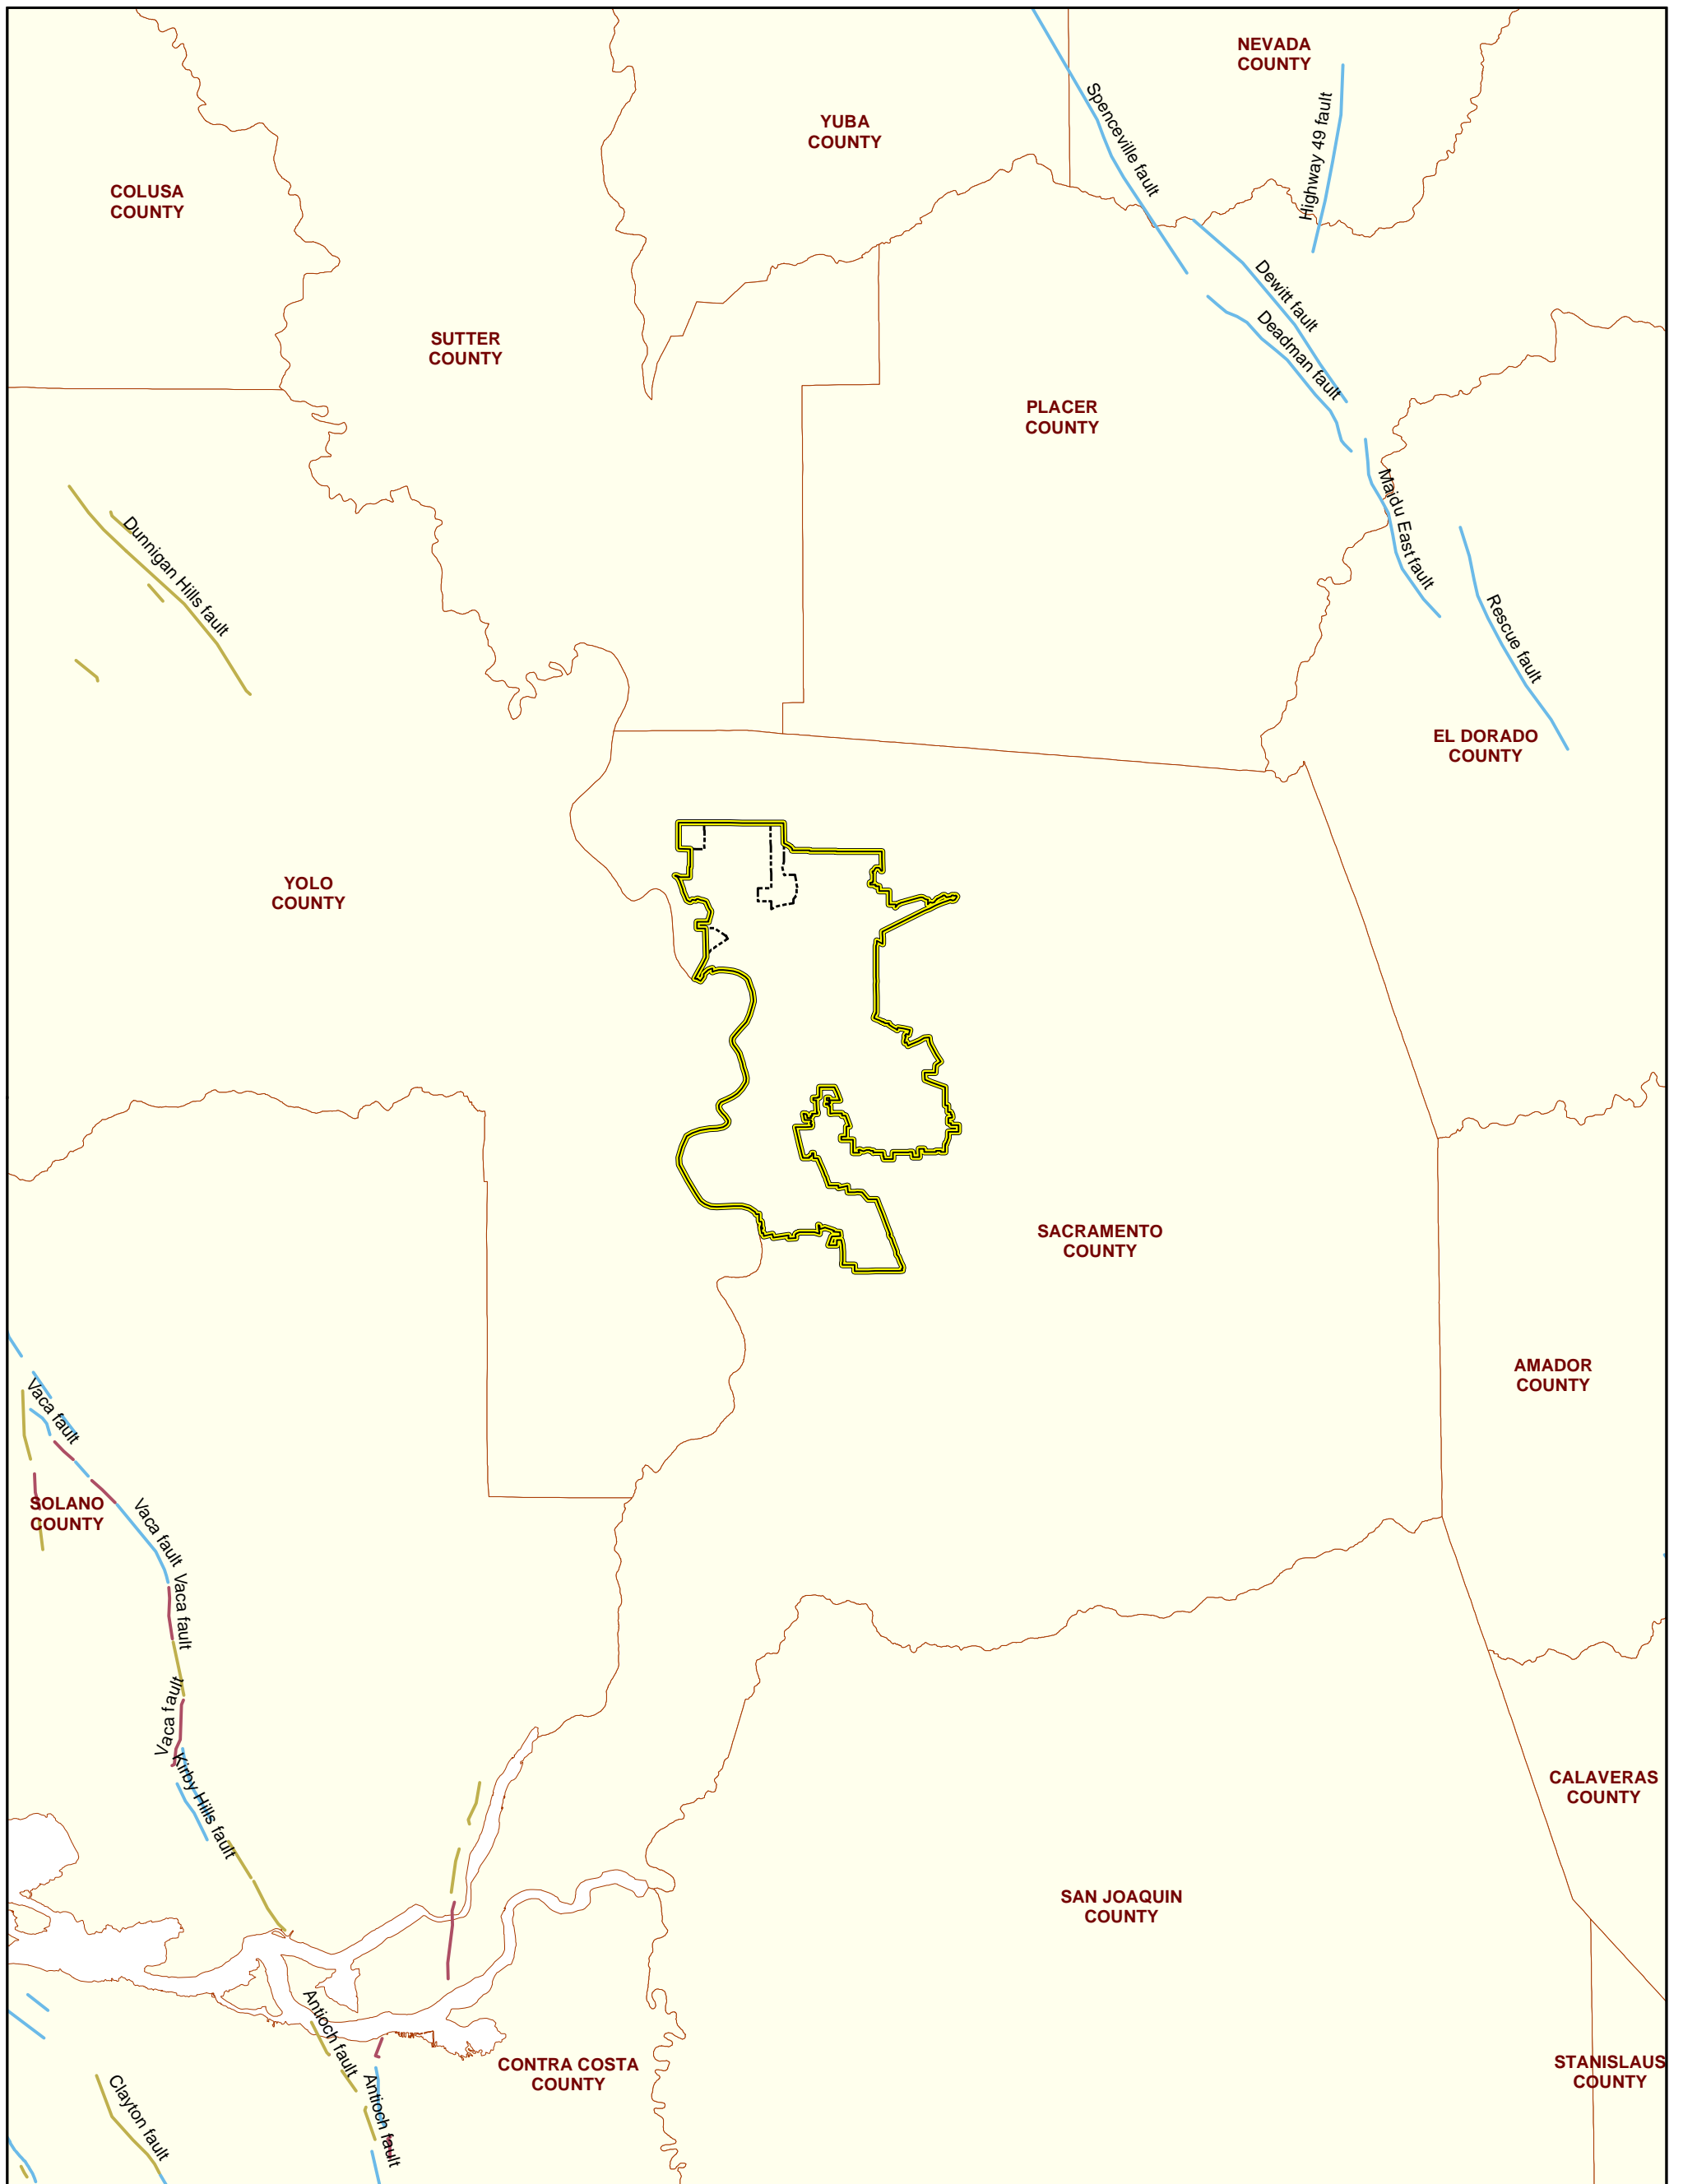 NEVADA
COUNTY
Spenceville fault
Highway 49 fault
YUBA
COUNTY
COLUSA
COUNTY
Dewitt fault
Deadman fault
SUTTER
COUNTY
PLACER
COUNTY
Maidu East fault
Dunnigan Hills fault
Rescue fault
EL DORADO
COUNTY
YOLO
COUNTY
SACRAMENTO
COUNTY
AMADOR
COUNTY
Vaca fault
SOLANO
COUNTY
Vaca fault
Vaca fault
Vaca fault
Kirby Hills fault
CALAVERAS
COUNTY
SAN JOAQUIN
COUNTY
Antioch fault
CONTRA COSTA
COUNTY
STANISLAUS
COUNTY
Clayton fault
Antioch fault